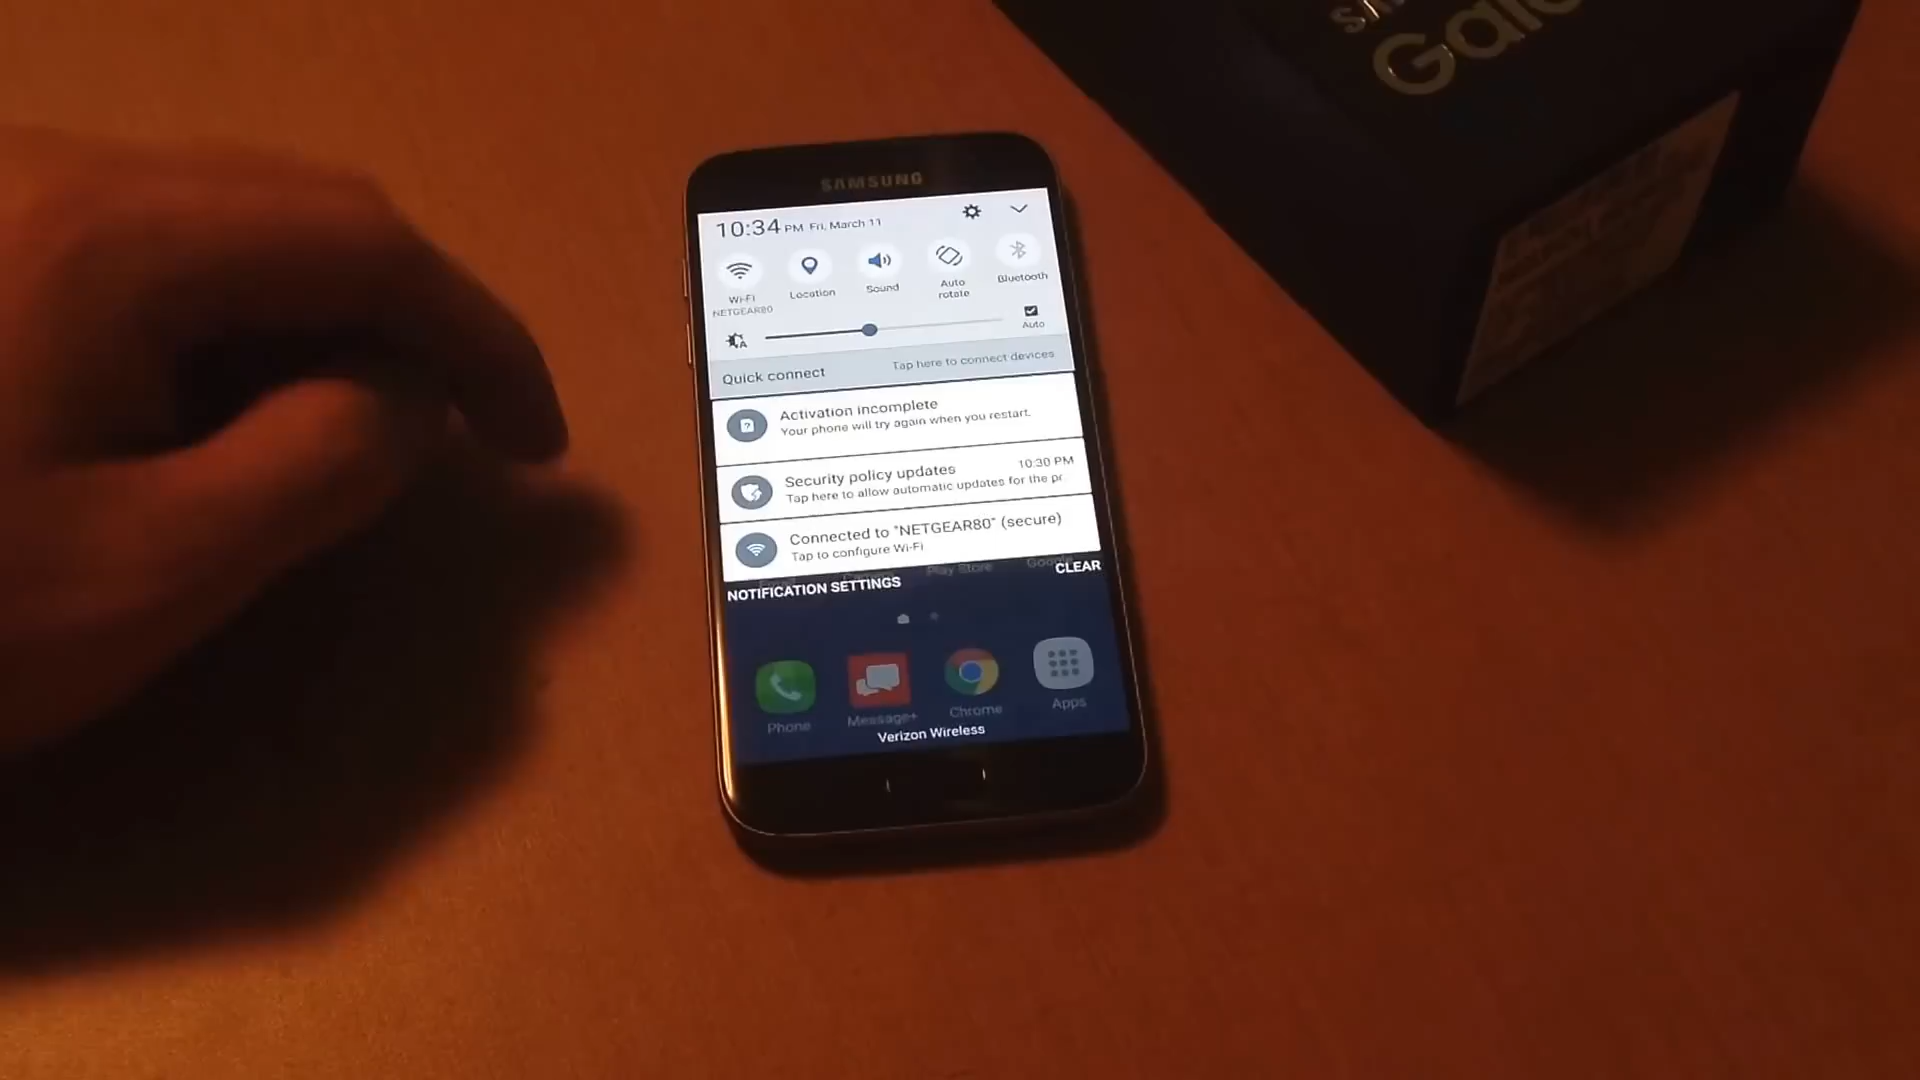 Gala
SAMSUNG
10:34 PM Fri, March 11
Wi-Fi
NETGEAR80
Location
Sound
Auto
rotate
Bluetooth
A
Auto
Quick connect
Tap here to connect devices
Activation incomplete
Your phone will try again when you restart.
Security policy updates
10:30 PM
Tap here to allow automatic updates for the pr
Connected to "NETGEAR80" (secure)
Tap to configure Wi-Fi
Play Store
NOTIFICATION SETTINGS
CLEAR
Phone
Message+
Chrome
Apps
Verizon Wireless